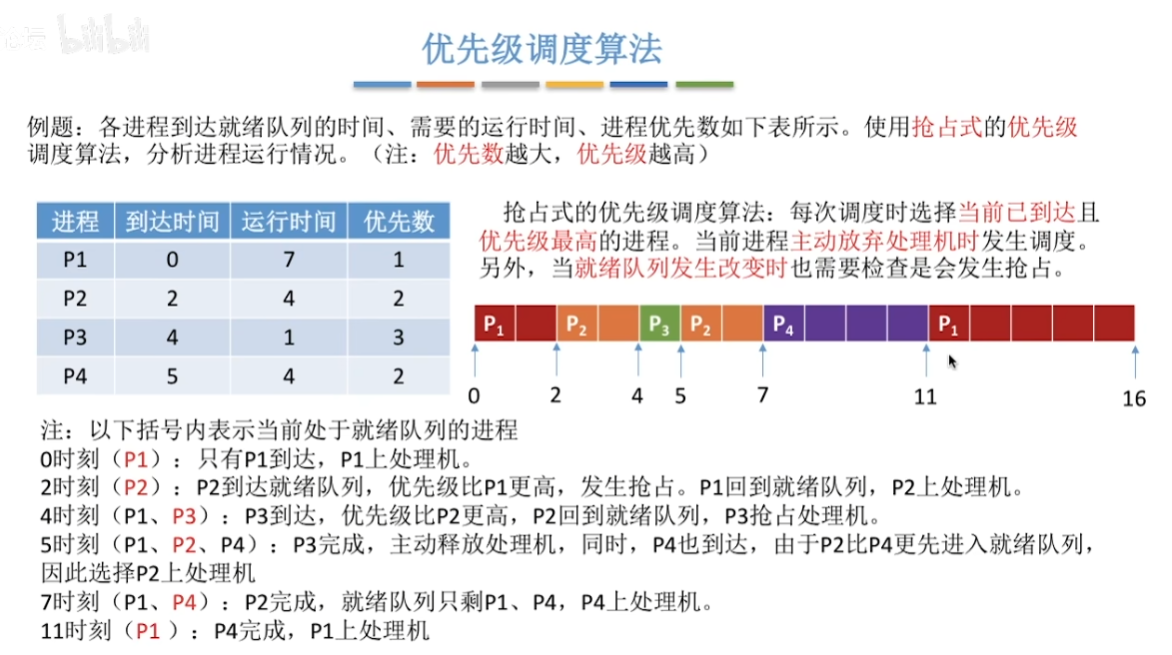 bilibili
优先级调度算法
例题：各进程到达就绪队列的时间、需要的运行时间、进程优先数如下表所示。使用抢占式的优先级
调度算法，分析进程运行情况。（注：优先数越大，优先级越高）
进程 到达时间 运行时间 优先数
P1 0 7 1
P2 2 4 2
P3 4 1 3
P4 5 4 2
抢占式的优先级调度算法：每次调度时选择当前已到达且
优先级最高的进程。当前进程主动放弃处理机时发生调度。
另外，当就绪队列发生改变时也需要检查是会发生抢占。
P1 P2 P3 P2 P4 P1
0 2 4 5 7 11 16
注：以下括号内表示当前处于就绪队列的进程
0时刻（P1）：只有P1到达，P1上处理机。
2时刻（P2）：P2到达就绪队列，优先级比P1更高，发生抢占。P1回到就绪队列，P2上处理机。
4时刻（P1、P3）：P3到达，优先级比P2更高，P2回到就绪队列，P3抢占处理机。
5时刻（P1、P2、P4）：P3完成，主动释放处理机，同时，P4也到达，由于P2比P4更先进入就绪队列，
因此选择P2上处理机
7时刻（P1、P4）：P2完成，就绪队列只剩P1、P4，P4上处理机。
11时刻（P1 ）：P4完成，P1上处理机